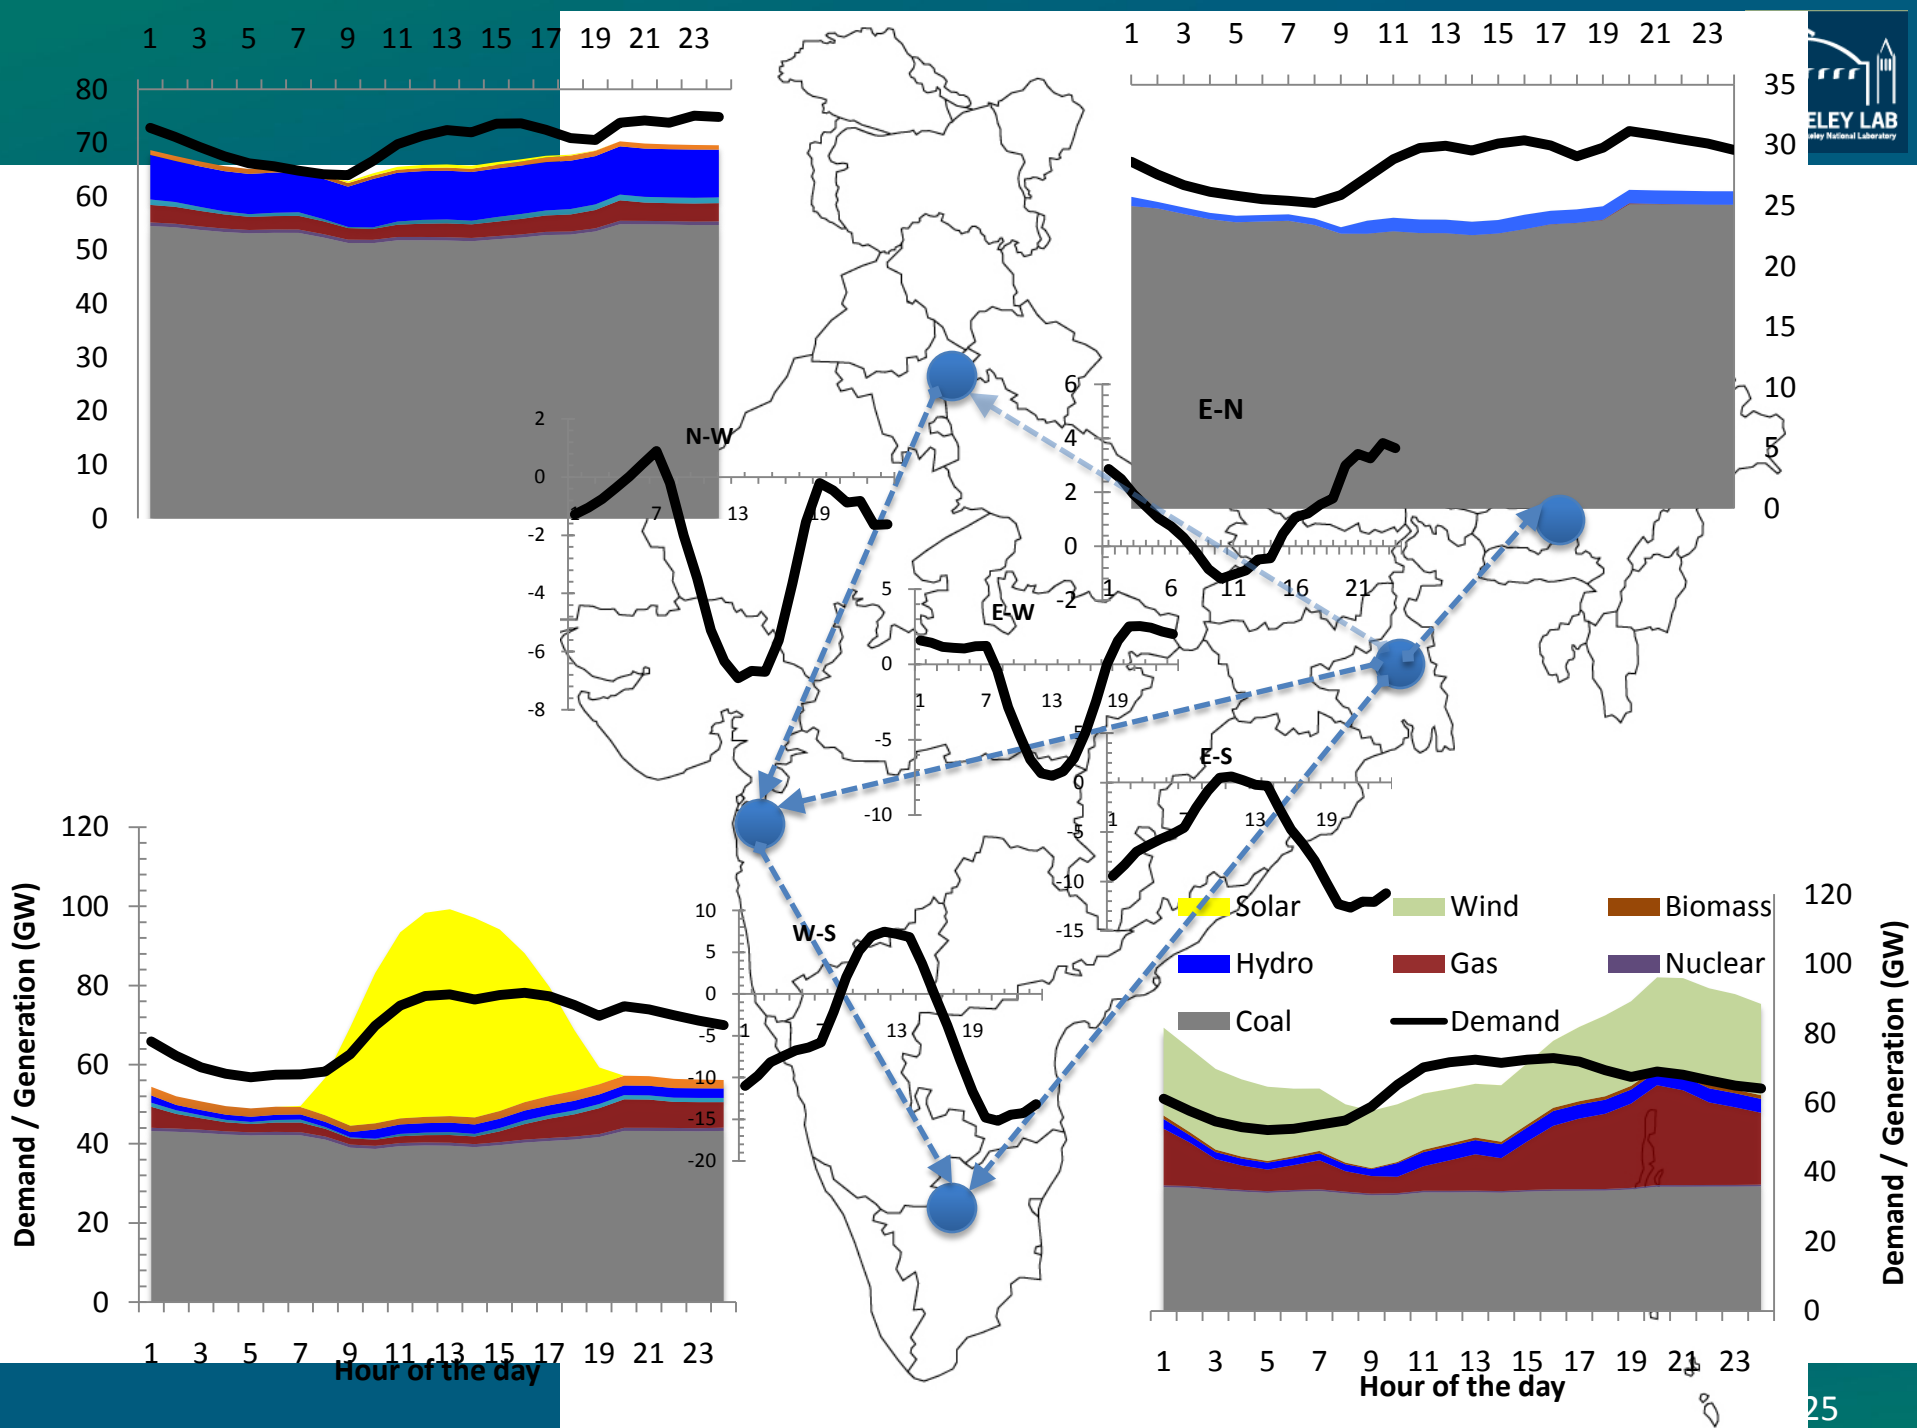 1 3 5 7 9 11 13 15 17 19 21 23
80
70
60
50
40
30
20
10
0
1 3 5 7 9 11 13 15 17 19 21 23
35
30
25
20
15
10
5
0
ELEY LAB
keley National Laboratory
N-W
2
0
-2
-4
-6
-8
1 7 13 19
E-N
6
4
2
0
-2
1 6 11 16 21
E-W
5
0
-5
-10
1 7 13 19
E-S
5
0
-5
-10
-15
1 7 13 19
W-S
10
5
0
-5
-10
-15
-20
1 7 13 19
Demand / Generation (GW)
120
100
80
60
40
20
0
1 3 5 7 9 11 13 15 17 19 21 23
Hour of the day
Solar Wind Biomass
Hydro Gas Nuclear
Coal Demand
120
100
80
60
40
20
0
Demand / Generation (GW)
1 3 5 7 9 11 13 15 17 19 21 23
Hour of the day
25